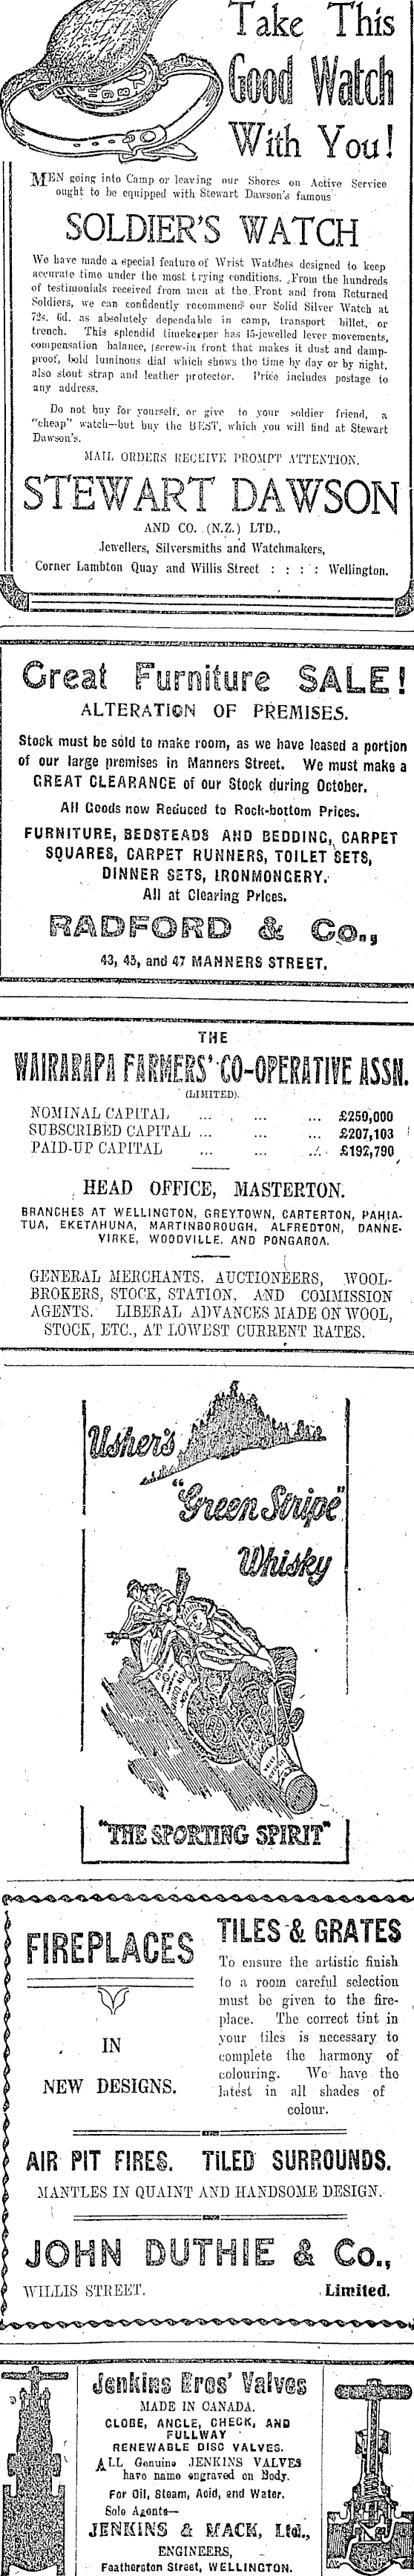 Take This
Good Watch
With You!
MEN going into Camp or leaving our Shores on Active Service
ought to be equipped with Stewart Dawson's famous
SOLDIER'S WATCH
We have made a special feature of Wrist Watches designed to keep
accurate time under the most trying conditions. From the hundreds
of testimonials received from men at the Front and from Returned
Soldiers, we can confidently recommend our Solid Silver Watch at
72s. 6d. as absolutely dependable in camp, transport billet, or
trench. This splendid timekeeper has 15-jewelled lever movements,
compensation balance, (screw-in front that makes it dust and damp-
proof, bold luminous dial which shows the time by day or by night,
also stout strap and leather protector. Price includes postage to
any address.
Do not buy for yourself, or give to your soldier friend, a
"cheap" watch—but buy the BEST, which you will find at Stewart
Dawson's.
MAIL ORDERS RECEIVE PROMPT ATTENTION.
STEWART DAWSON
AND CO. (N.Z.) LTD.,
Jewellers, Silversmiths and Watchmakers,
Corner Lambton Quay and Willis Street : : : : Wellington.
Great Furniture SALE!
ALTERATION OF PREMISES.
Stock must be sold to make room, as we have leased a portion
of our large premises in Manners Street. We must make a
GREAT CLEARANCE of our Stock during October.
All Goods now Reduced to Rock-bottom Prices.
FURNITURE, BEDSTEADS AND BEDDING, CARPET
SQUARES, CARPET RUNNERS, TOILET SETS,
DINNER SETS, IRONMONGERY.
All at Clearing Prices.
RADFORD & Co.,
43, 45, and 47 MANNERS STREET.
THE
WAIRARAPA FARMERS' CO-OPERATIVE ASSN.
(LIMITED).
NOMINAL CAPITAL ... ... ... £250,000
SUBSCRIBED CAPITAL ... ... ... £207,103
PAID-UP CAPITAL ... ... ... £192,790
HEAD OFFICE, MASTERTON.
BRANCHES AT WELLINGTON, GREYTOWN, CARTERTON, PAHIA-
TUA, EKETAHUNA, MARTINBOROUGH, ALFREDTON, DANNE-
VIRKE, WOODVILLE, AND PONGAROA.
GENERAL MERCHANTS, AUCTIONEERS, WOOL-
BROKERS, STOCK, STATION, AND COMMISSION
AGENTS. LIBERAL ADVANCES MADE ON WOOL,
STOCK, ETC., AT LOWEST CURRENT RATES.
Usher's
"Green Stripe"
Whisky
"THE SPORTING SPIRIT"
FIREPLACES
IN
NEW DESIGNS.
TILES & GRATES
To ensure the artistic finish
to a room careful selection
must be given to the fire-
place. The correct tint in
your tiles is necessary to
complete the harmony of
colouring. We have the
latest in all shades of
colour.
AIR PIT FIRES. TILED SURROUNDS.
MANTLES IN QUAINT AND HANDSOME DESIGN.
JOHN DUTHIE & Co.,
WILLIS STREET. Limited.
Jenkins Bros' Valves
MADE IN CANADA.
GLOBE, ANGLE, CHECK, AND
FULLWAY
RENEWABLE DISC VALVES.
ALL Genuine JENKINS VALVES
have name engraved on Body.
For Oil, Steam, Acid, and Water.
Sole Agents—
JENKINS & MACK, Ltd.,
ENGINEERS,
Featherston Street, WELLINGTON.